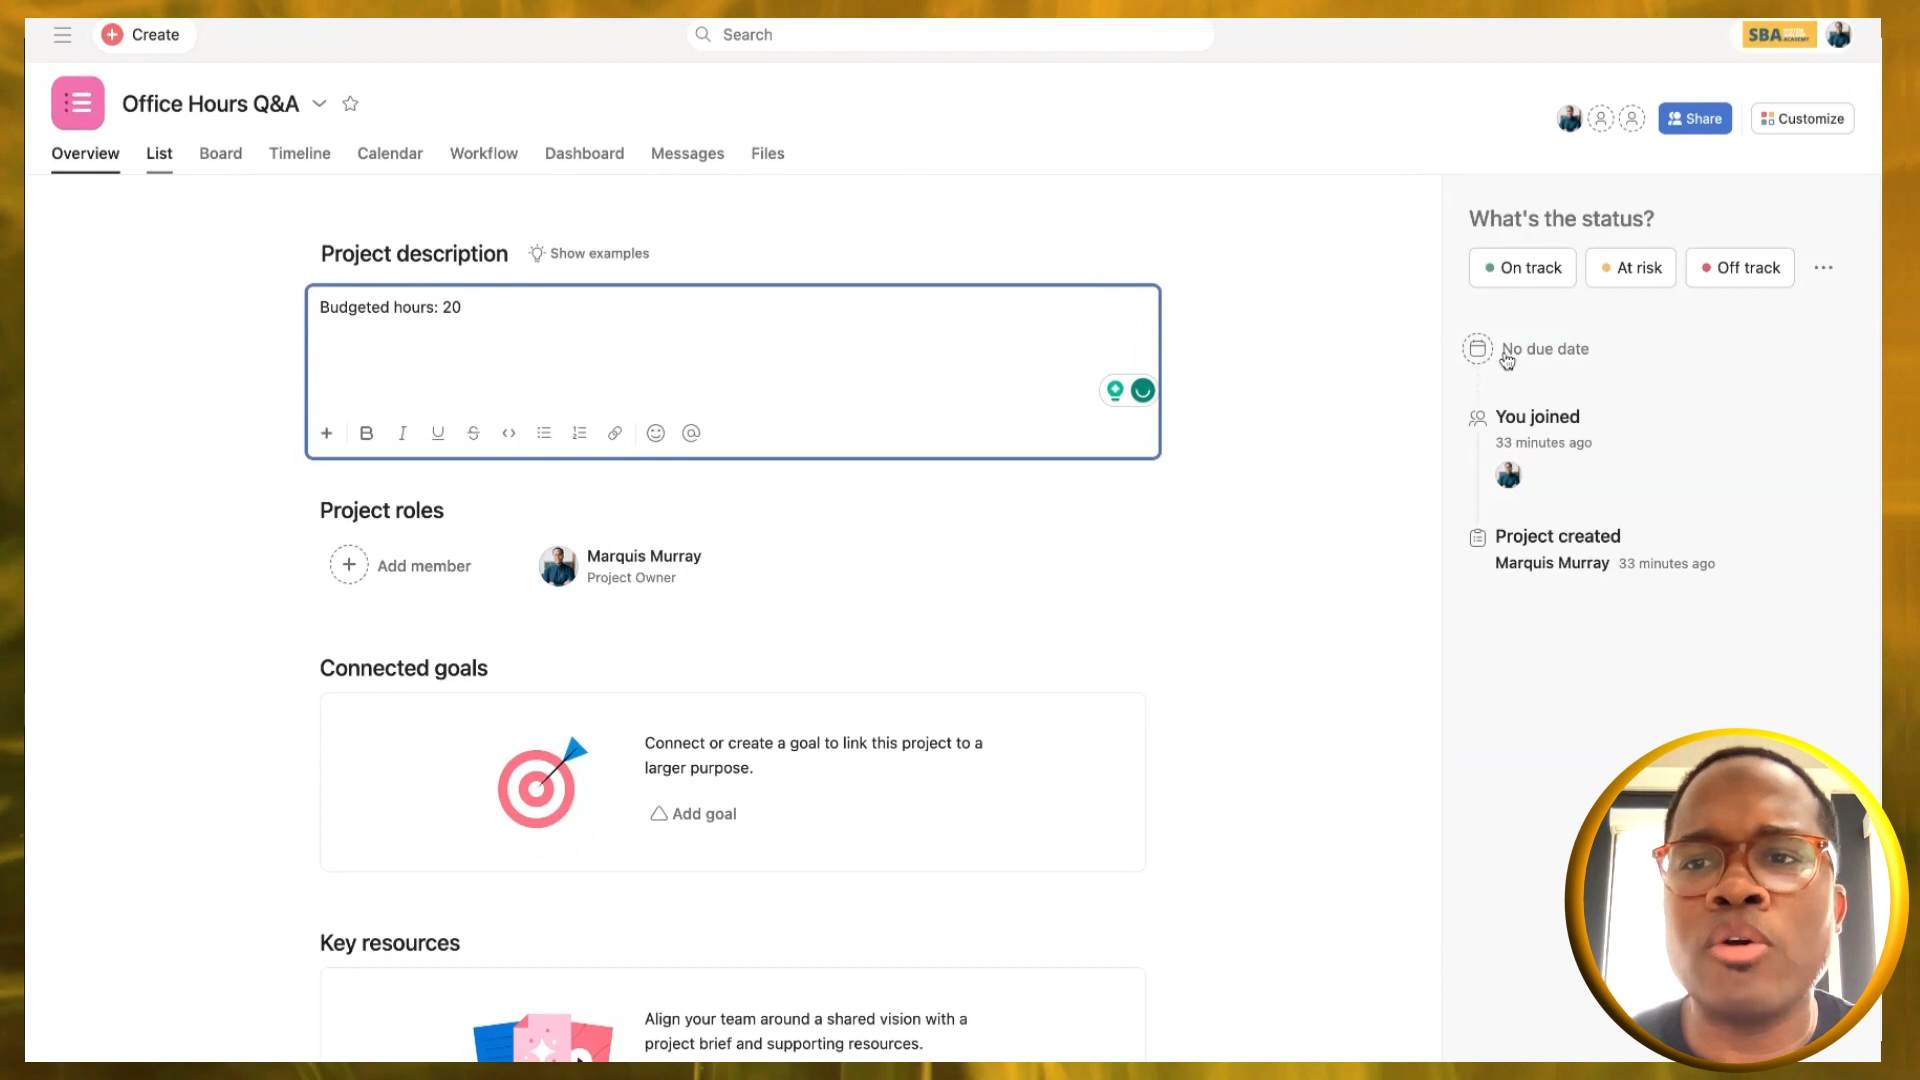 Create
Search
SBA SYSTEM BUILDING ACADEMY
Office Hours Q&A
Share
Customize
Overview
List
Board
Timeline
Calendar
Workflow
Dashboard
Messages
Files
Project description
Show examples
Budgeted hours: 20
Project roles
Add member
Marquis Murray
Project Owner
Connected goals
Connect or create a goal to link this project to a
larger purpose.
Add goal
Key resources
Align your team around a shared vision with a
project brief and supporting resources.
What's the status?
On track
At risk
Off track
No due date
You joined
33 minutes ago
Project created
Marquis Murray 33 minutes ago